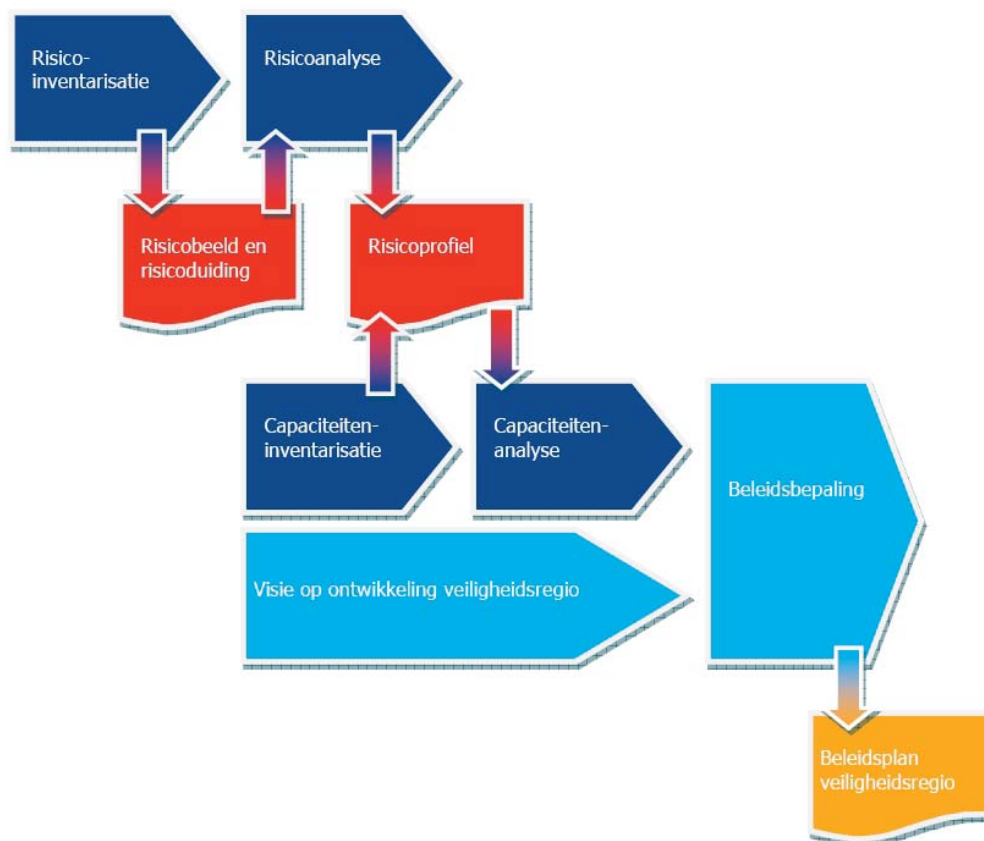 Risico-
inventarisatie
Risicoanalyse
Risicobeeld en
risicoduiding
Risicoprofiel
Capaciteiten-
inventarisatie
Capaciteiten-
analyse
Beleidsbepaling
Visie op ontwikkeling veiligheidsregio
Beleidsplan
veiligheidsregio